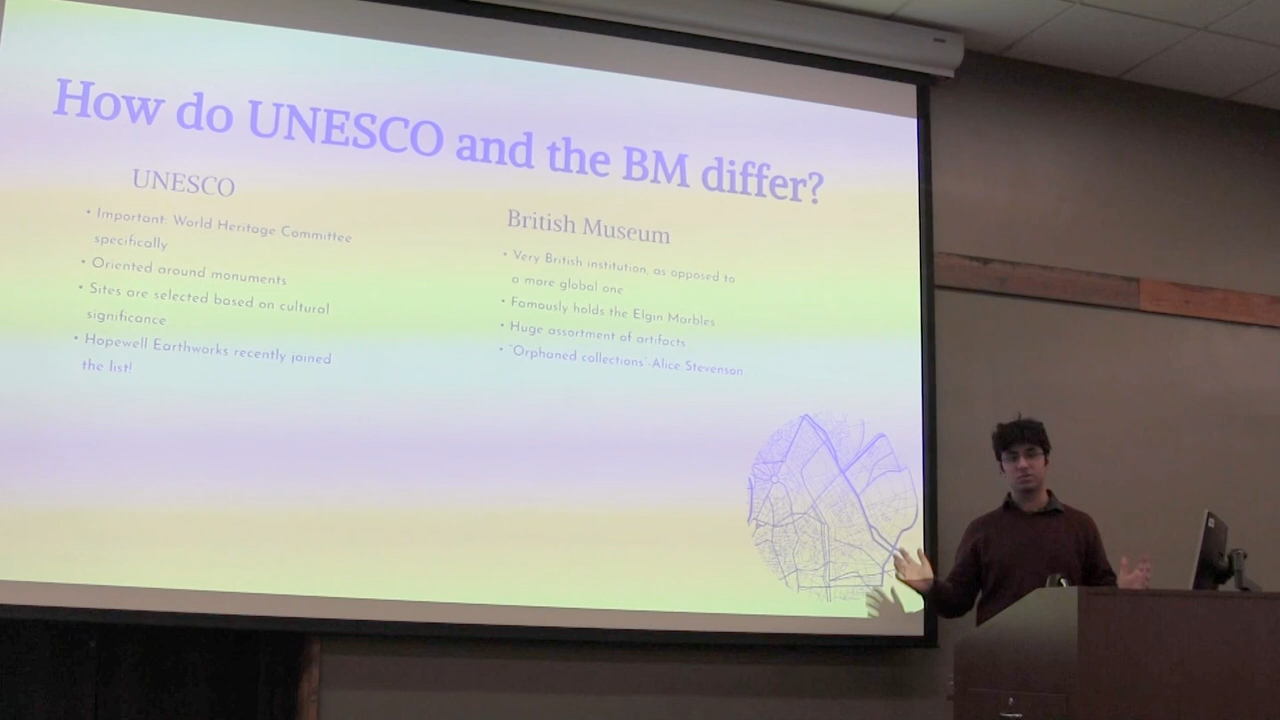 How do UNESCO and the BM differ?
UNESCO
• Important: World Heritage Committee
specifically
• Oriented around monuments
• Sites are selected based on cultural
significance
• Hopewell Earthworks recently joined
the list!
British Museum
• Very British institution, as opposed to
a more global one
• Famously holds the Elgin Marbles
• Huge assortment of artifacts
• "Orphaned collections"-Alice Stevenson